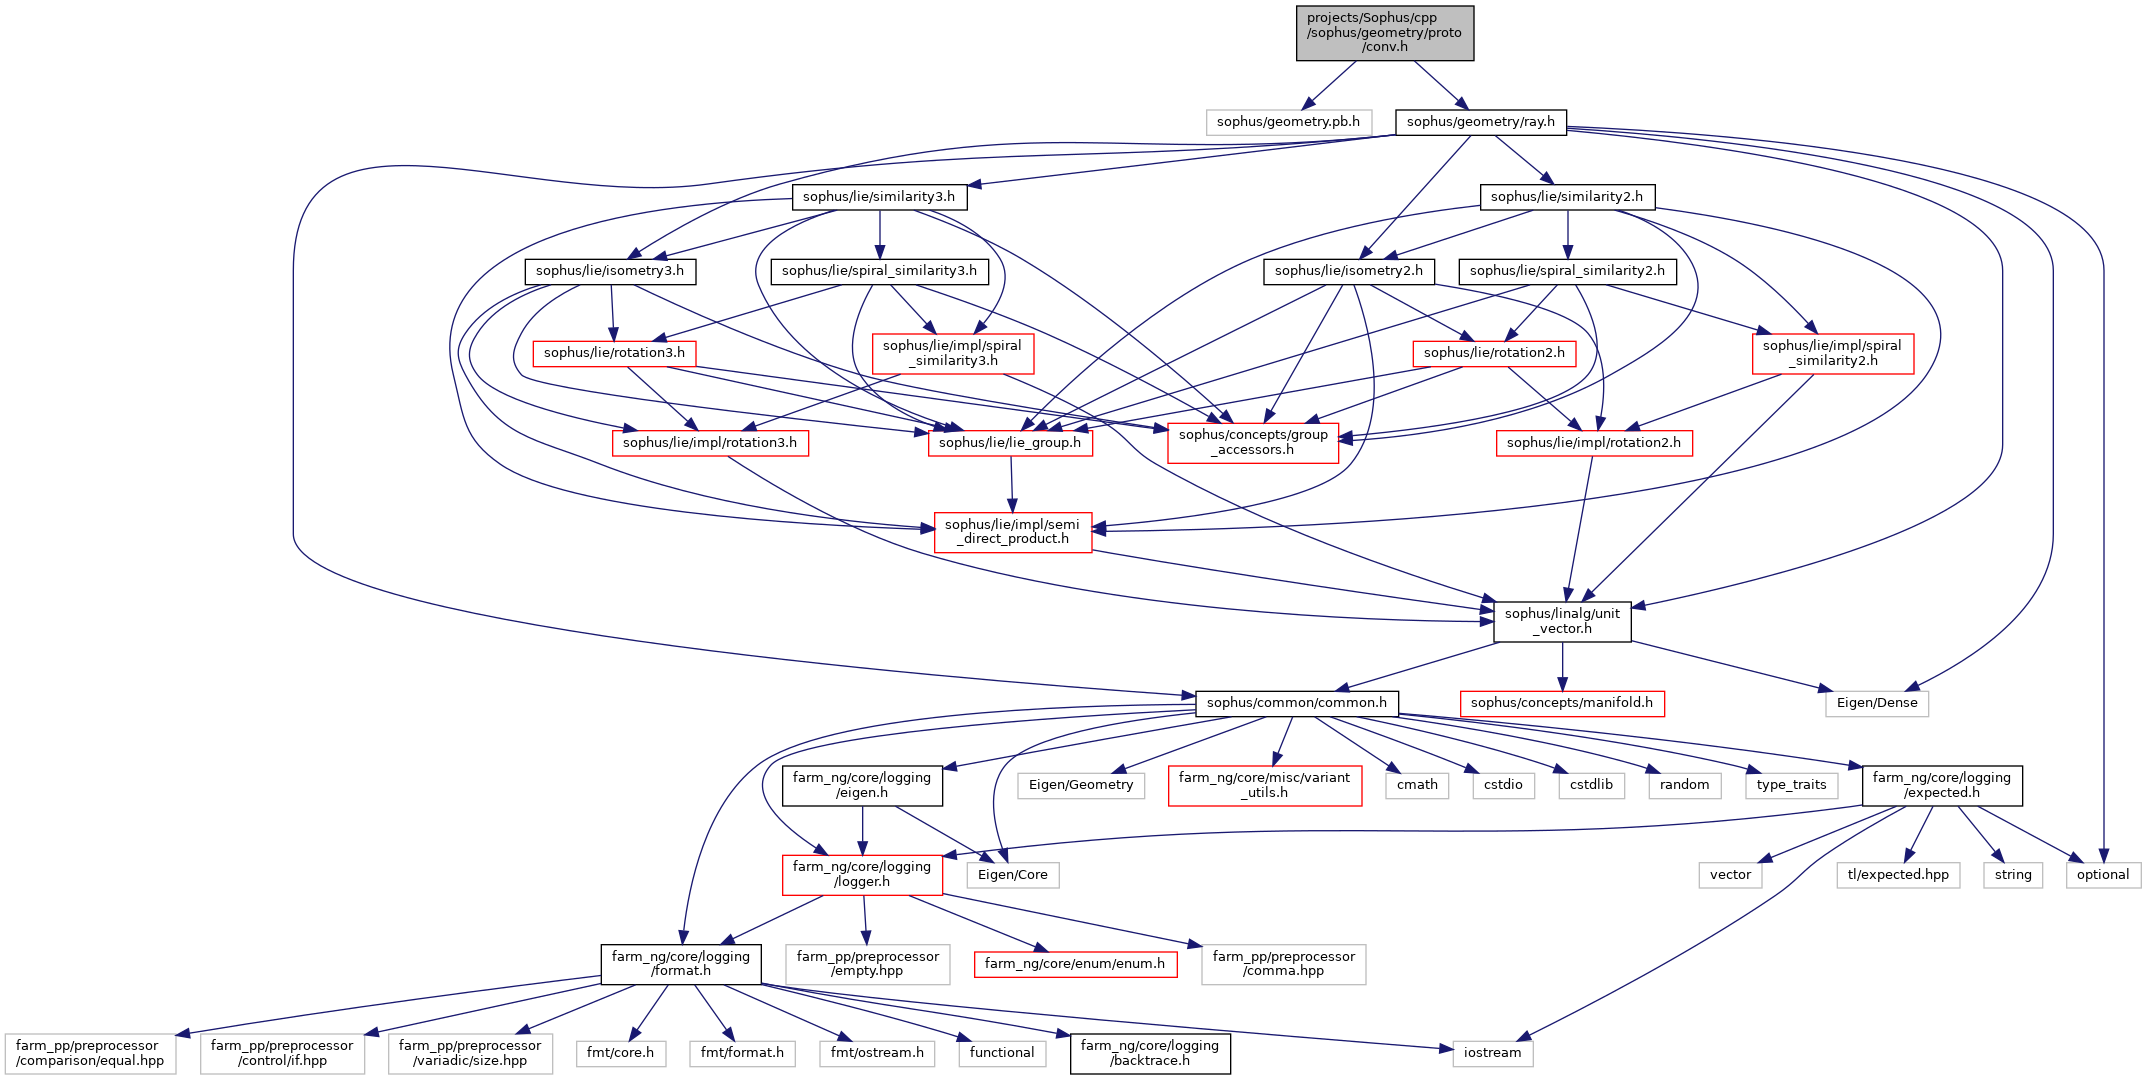 projects/Sophus/cpp
/sophus/geometry/proto
/conv.h
sophus/geometry.pb.h
sophus/geometry/ray.h
sophus/lie/similarity3.h
sophus/lie/similarity2.h
sophus/lie/isometry3.h
sophus/lie/spiral_similarity3.h
sophus/lie/isometry2.h
sophus/lie/spiral_similarity2.h
sophus/lie/rotation3.h
sophus/lie/impl/spiral
_similarity3.h
sophus/lie/rotation2.h
sophus/lie/impl/spiral
_similarity2.h
sophus/lie/impl/rotation3.h
sophus/lie/lie_group.h
sophus/concepts/group
_accessors.h
sophus/lie/impl/rotation2.h
sophus/lie/impl/semi
_direct_product.h
sophus/linalg/unit
_vector.h
sophus/common/common.h
sophus/concepts/manifold.h
Eigen/Dense
farm_ng/core/logging
/eigen.h
Eigen/Geometry
farm_ng/core/misc/variant
_utils.h
cmath
cstdio
cstdlib
random
type_traits
farm_ng/core/logging
/expected.h
farm_ng/core/logging
/logger.h
Eigen/Core
vector
tl/expected.hpp
string
optional
farm_ng/core/logging
/format.h
farm_pp/preprocessor
/empty.hpp
farm_ng/core/enum/enum.h
farm_pp/preprocessor
/comma.hpp
farm_pp/preprocessor
/comparison/equal.hpp
farm_pp/preprocessor
/control/if.hpp
farm_pp/preprocessor
/variadic/size.hpp
fmt/core.h
fmt/format.h
fmt/ostream.h
functional
farm_ng/core/logging
/backtrace.h
iostream